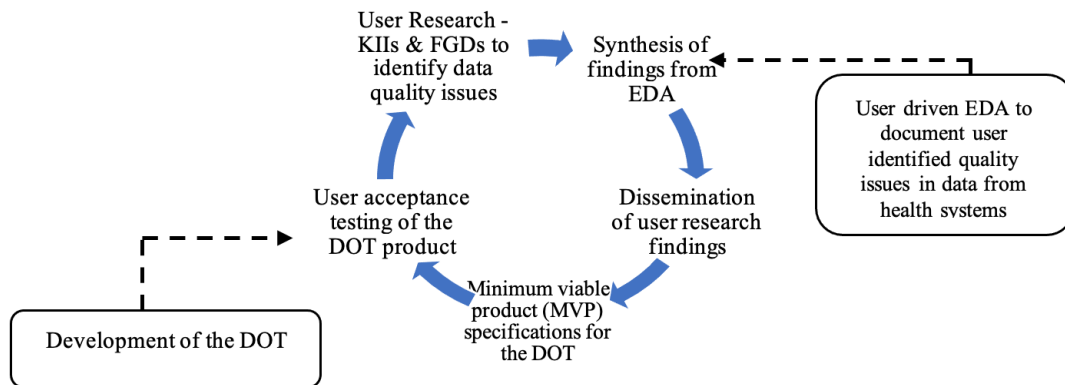 User Research -
KIIs & FGDs to
identify data
quality issues
Synthesis of
findings from
EDA
User driven EDA to
document user
identified quality
issues in data from
health systems
Dissemination
of user research
findings
Minimum viable
product (MVP)
specifications for
the DOT
User acceptance
testing of the
DOT product
Development of the DOT